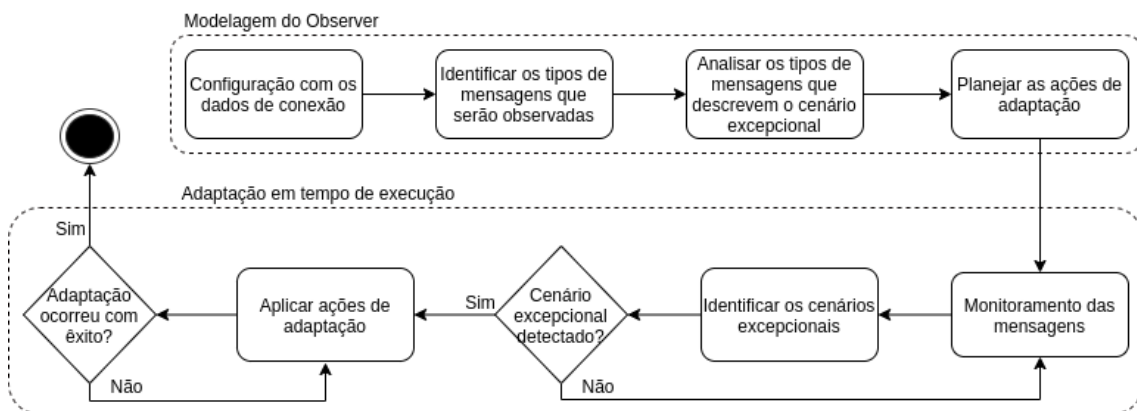 Modelagem do Observer
Configuração com os
dados de conexão
Identificar os tipos de
mensagens que
serão observadas
Analisar os tipos de
mensagens que
descrevem o cenário
excepcional
Planejar as ações de
adaptação
Adaptação em tempo de execução
Sim
Adaptação
ocorreu com
êxito?
Não
Aplicar ações de
adaptação
Sim
Cenário
excepcional
detectado?
Não
Identificar os cenários
excepcionais
Monitoramento das
mensagens